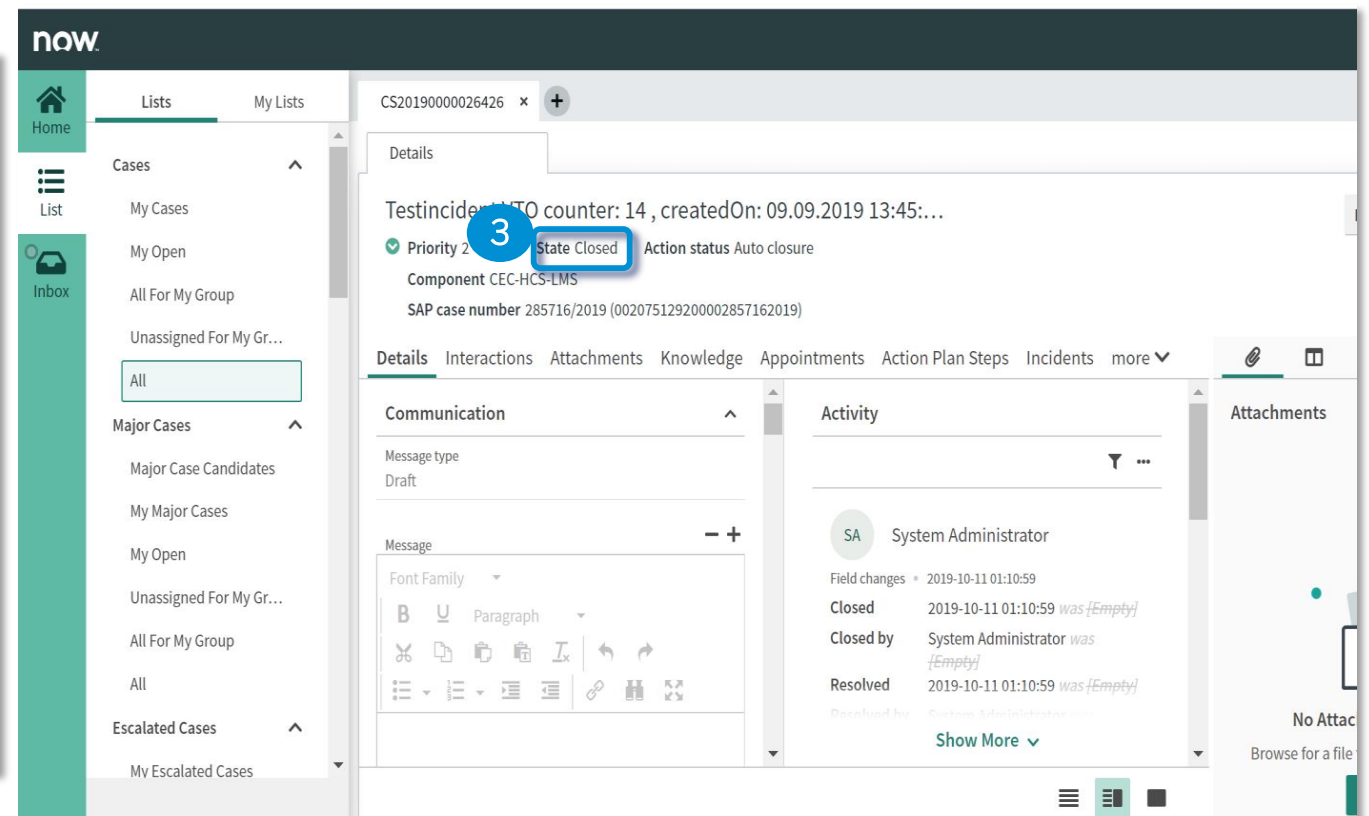 now.
Home
List
Inbox
Lists My Lists
Cases
My Cases
My Open
All For My Group
Unassigned For My Gr...
All
Major Cases
Major Case Candidates
My Major Cases
My Open
Unassigned For My Gr...
All For My Group
All
Escalated Cases
My Escalated Cases
CS20190000026426 × +
Details
Testincident VTO counter: 14 , createdOn: 09.09.2019 13:45:...
3
Priority 2 State Closed Action status Auto closure
Component CEC-HCS-LMS
SAP case number 285716/2019 (002075129200002857162019)
Details Interactions Attachments Knowledge Appointments Action Plan Steps Incidents more
Communication
Message type
Draft
Message
Font Family
B U Paragraph
Activity
SA System Administrator
Field changes • 2019-10-11 01:10:59
Closed 2019-10-11 01:10:59 was [Empty]
Closed by System Administrator was
[Empty]
Resolved 2019-10-11 01:10:59 was [Empty]
Resolved by System Administrator was
Show More
Attachments
No Attac
Browse for a file